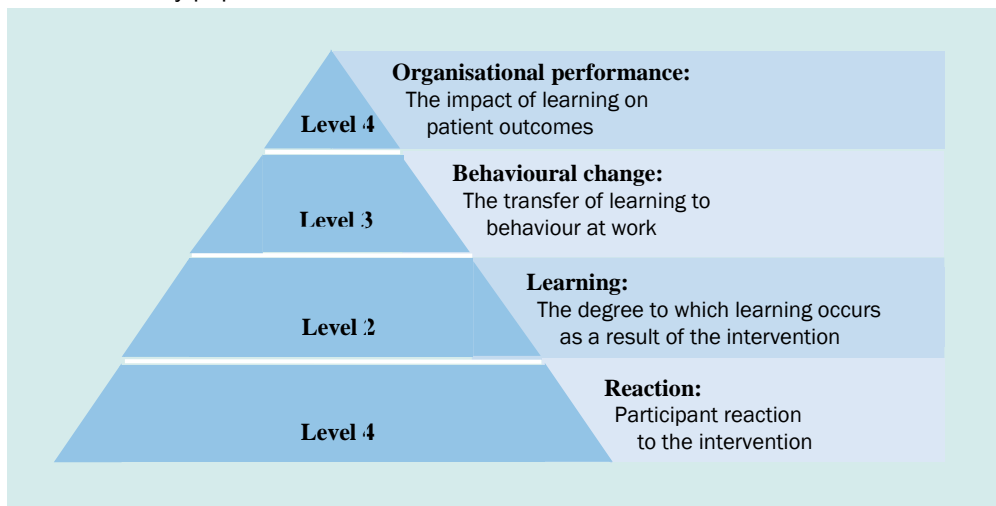 Organisational performance:
The impact of learning on
patient outcomes
Level 4
Behavioural change:
The transfer of learning to
behaviour at work
Level 3
Learning:
The degree to which learning occurs
as a result of the intervention
Level 2
Reaction:
Participant reaction
to the intervention
Level 4